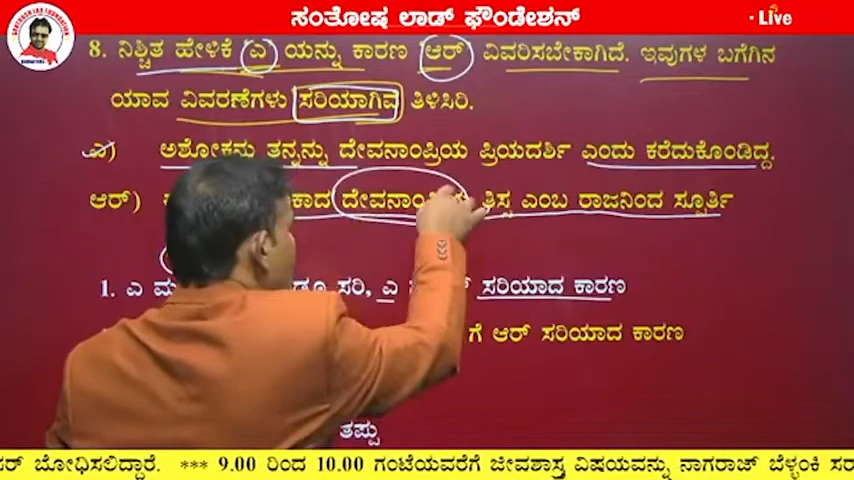 ಸಂತೋಷ ಲಾಡ್ ಫೌಂಡೇಶನ್
Live
8. ನಿಶ್ಚಿತ ಹೇಳಿಕೆ 'ಎ' ಯನ್ನು ಕಾರಣ 'ಆರ್' ವಿವರಿಸಬೇಕಾಗಿದೆ. ಇವುಗಳ ಬಗೆಗಿನ
ಯಾವ ವಿವರಣೆಗಳು ಸರಿಯಾಗಿವೆ ತಿಳಿಸಿರಿ.
ಎ) ಅಶೋಕನು ತನ್ನನ್ನು ದೇವನಾಂಪ್ರಿಯ ಪ್ರಿಯದರ್ಶಿ ಎಂದು ಕರೆದುಕೊಂಡಿದ್ದ.
ಆರ್) ತಿಸ್ಸ ಎಂಬ ರಾಜನಿಂದ ಸ್ಪೂರ್ತಿ
1. ಎ ಸರಿ, ಎ ಸರಿಯಾದ ಕಾರಣ
ಗೆ ಆರ್ ಸರಿಯಾದ ಕಾರಣ
ತಪ್ಪು
ಸರ್ ಬೋಧಿಸಲಿದ್ದಾರೆ. *** 9.00 ರಿಂದ 10.00 ಗಂಟೆಯವರೆಗೆ ಜೀವಶಾಸ್ತ್ರ ವಿಷಯವನ್ನು ನಾಗರಾಜ್ ಬೆಳ್ಳಂಕಿ ಸರ